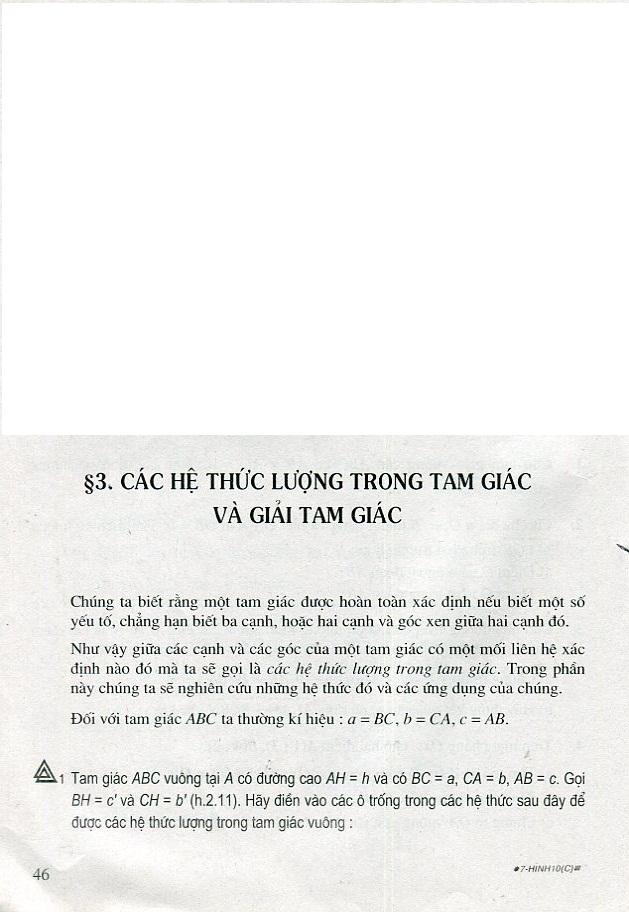 §3. CÁC HỆ THỨC LƯỢNG TRONG TAM GIÁC
VÀ GIẢI TAM GIÁC
Chúng ta biết rằng một tam giác được hoàn toàn xác định nếu biết một số
yếu tố, chẳng hạn biết ba cạnh, hoặc hai cạnh và góc xen giữa hai cạnh đó.
Như vậy giữa các cạnh và các góc của một tam giác có một mối liên hệ xác
định nào đó mà ta sẽ gọi là các hệ thức lượng trong tam giác. Trong phần
này chúng ta sẽ nghiên cứu những hệ thức đó và các ứng dụng của chúng.
Đối với tam giác ABC ta thường kí hiệu : a = BC, b = CA, c = AB.
1 Tam giác ABC vuông tại A có đường cao AH = h và có BC = a, CA = b, AB = c. Gọi
BH = c' và CH = b' (h.2.11). Hãy điền vào các ô trống trong các hệ thức sau đây để
được các hệ thức lượng trong tam giác vuông :
46
7-HINH10(C)